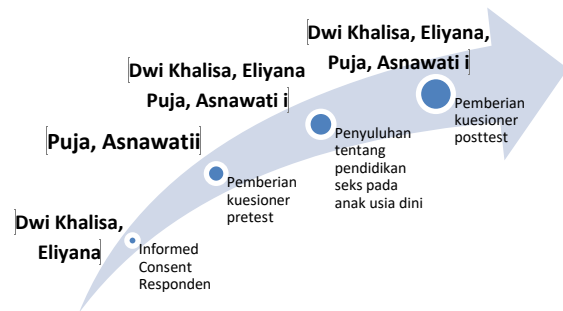 Dwi Khalisa, Eliyana,
Puja, Asnawati i
Pemberian
kuesioner
posttest
Dwi Khalisa, Eliyana
Puja, Asnawati i
Penyuluhan
tentang
pendidikan
seks pada
anak usia dini
Puja, Asnawatii
Pemberian
kuesioner
pretest
Dwi Khalisa,
Eliyana
Informed
Consent
Responden